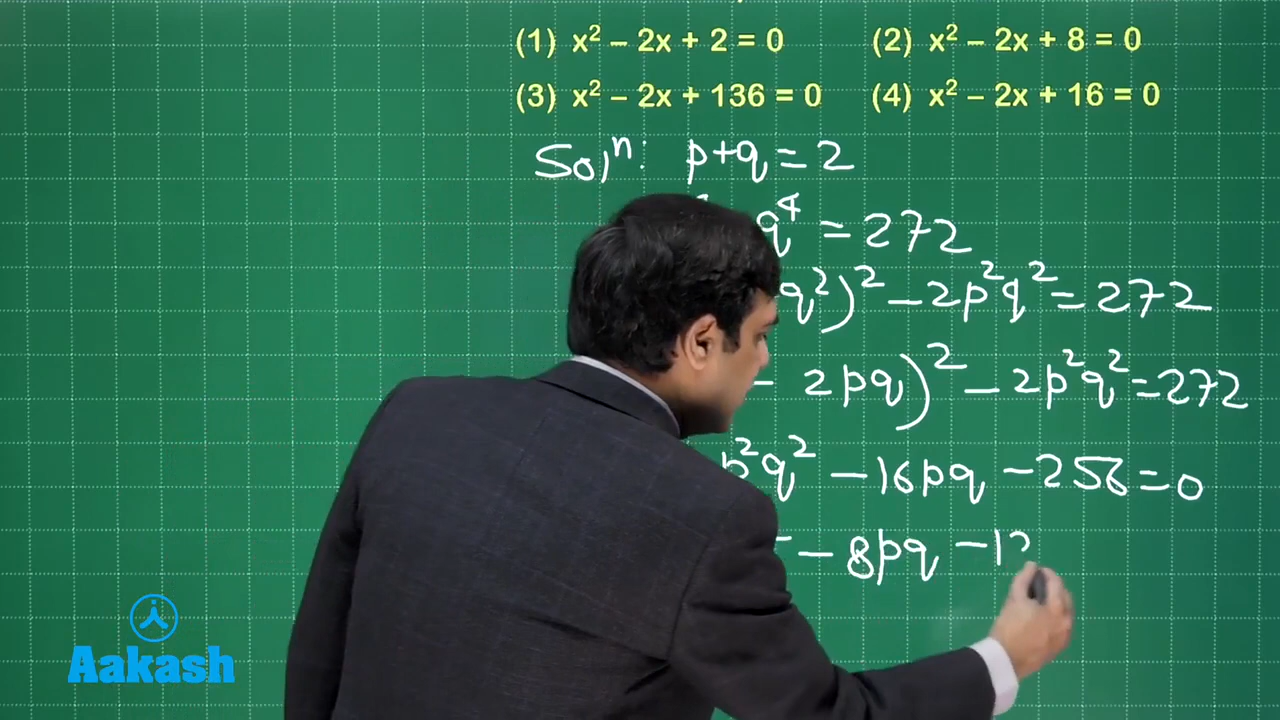 (1) x² – 2x + 2 = 0 (2) x² – 2x + 8 = 0
(3) x² – 2x + 136 = 0 (4) x² – 2x + 16 = 0
Solⁿ: p+q = 2
q⁴ = 272
q²)² – 2p²q² = 272
– 2pq)² – 2p²q² = 272
p²q² – 16pq – 256 = 0
– 8pq – 12
Aakash